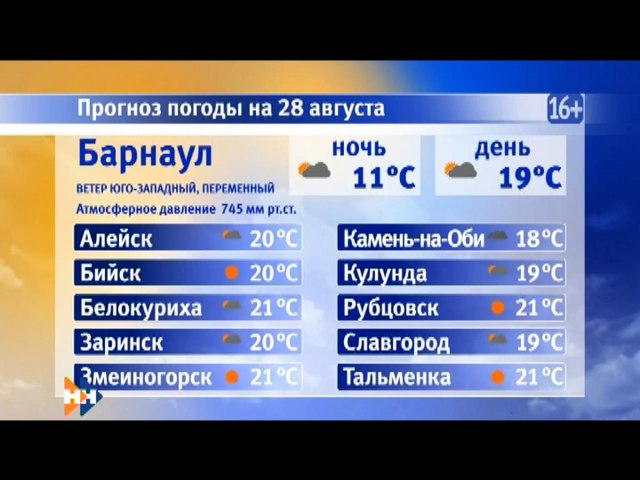 Прогноз погоды на 28 августа
16+
Барнаул
ВЕТЕР ЮГО-ЗАПАДНЫЙ, ПЕРЕМЕННЫЙ
Атмосферное давление 745 мм рт.ст.
ночь
11°C
день
19°C
Алейск 20°C
Бийск 20°C
Белокуриха 21°C
Заринск 20°C
Змеиногорск 21°C
Камень-на-Оби 18°C
Кулунда 19°C
Рубцовск 21°C
Славгород 19°C
Тальменка 21°C
НН